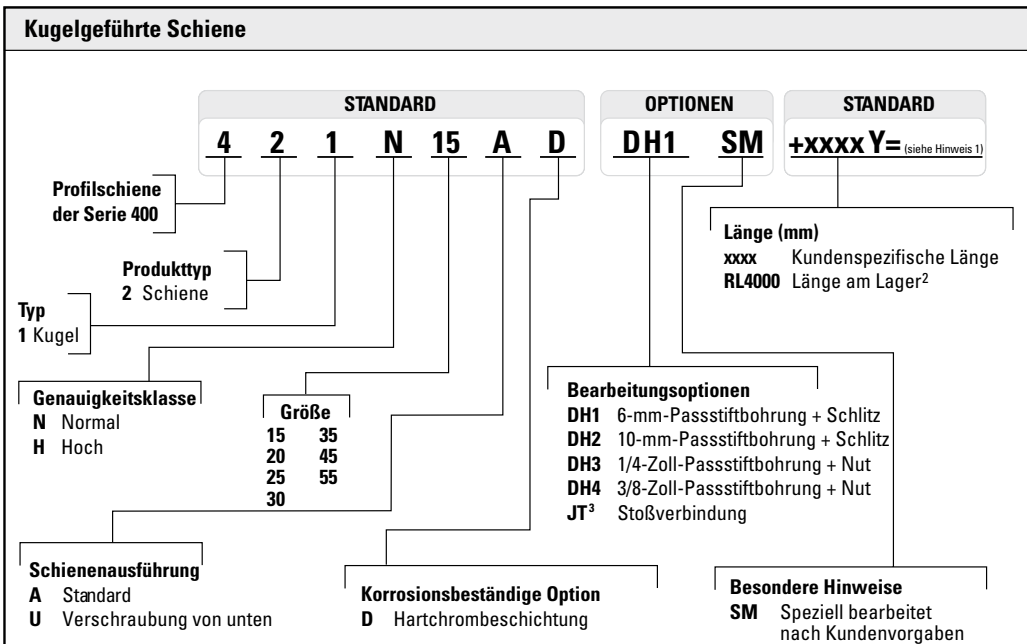 Kugelgeführte Schiene
STANDARD OPTIONEN STANDARD
4 2 1 N 15 A D DH1 SM +xxxx Y= (siehe Hinweis 1)
Profilschiene
der Serie 400
Länge (mm)
xxxx Kundenspezifische Länge
RL4000 Länge am Lager²
Produkttyp
2 Schiene
Typ
1 Kugel
Genauigkeitsklasse
N Normal
H Hoch
Größe
15 35
20 45
25 55
30
Bearbeitungsoptionen
DH1 6-mm-Passstiftbohrung + Schlitz
DH2 10-mm-Passstiftbohrung + Schlitz
DH3 1/4-Zoll-Passstiftbohrung + Nut
DH4 3/8-Zoll-Passstiftbohrung + Nut
JT³ Stoßverbindung
Schienenausführung
A Standard
U Verschraubung von unten
Korrosionsbeständige Option
D Hartchrombeschichtung
Besondere Hinweise
SM Speziell bearbeitet
nach Kundenvorgaben